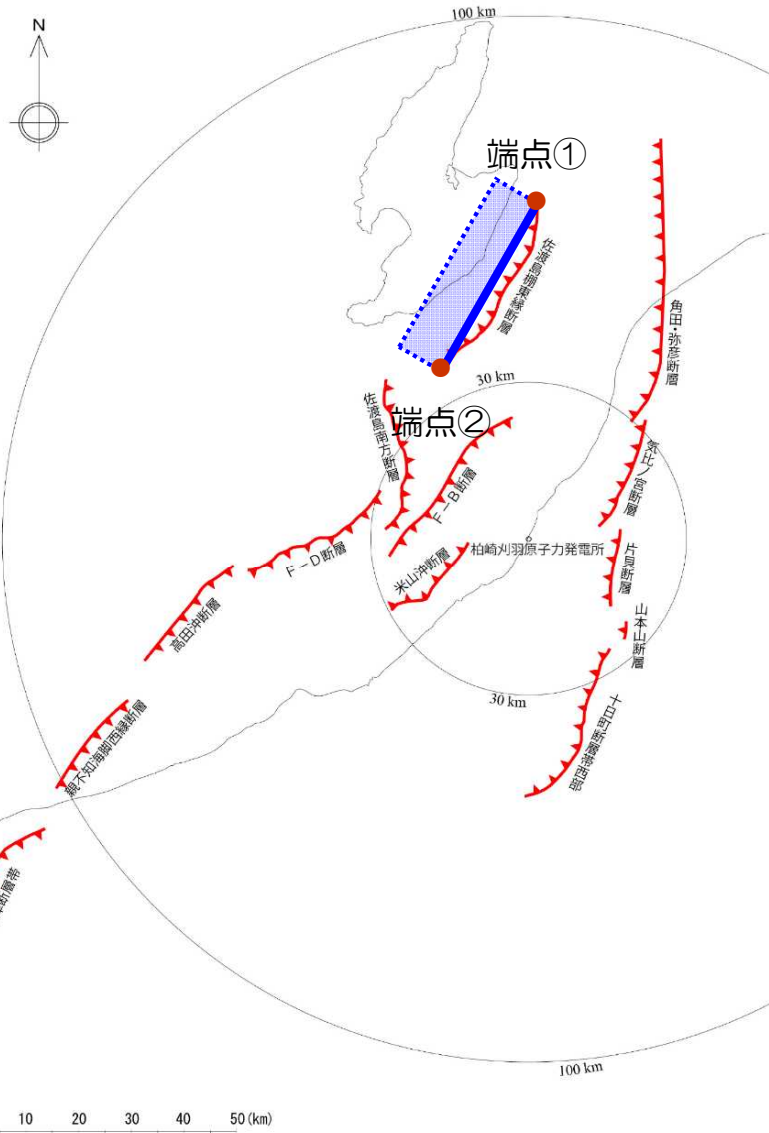 100 km
N
端点①
佐渡島棚東縁断層
角田・弥彦断層
30 km
佐渡島南方断層
端点②
気比ノ宮断層
F－B断層
柏崎刈羽原子力発電所
片貝断層
F－D断層
米山沖断層
山本山断層
高田沖断層
30 km
十日町断層帯西部
親不知海脚西縁断層
断層帯
100 km
10 20 30 40 50(km)